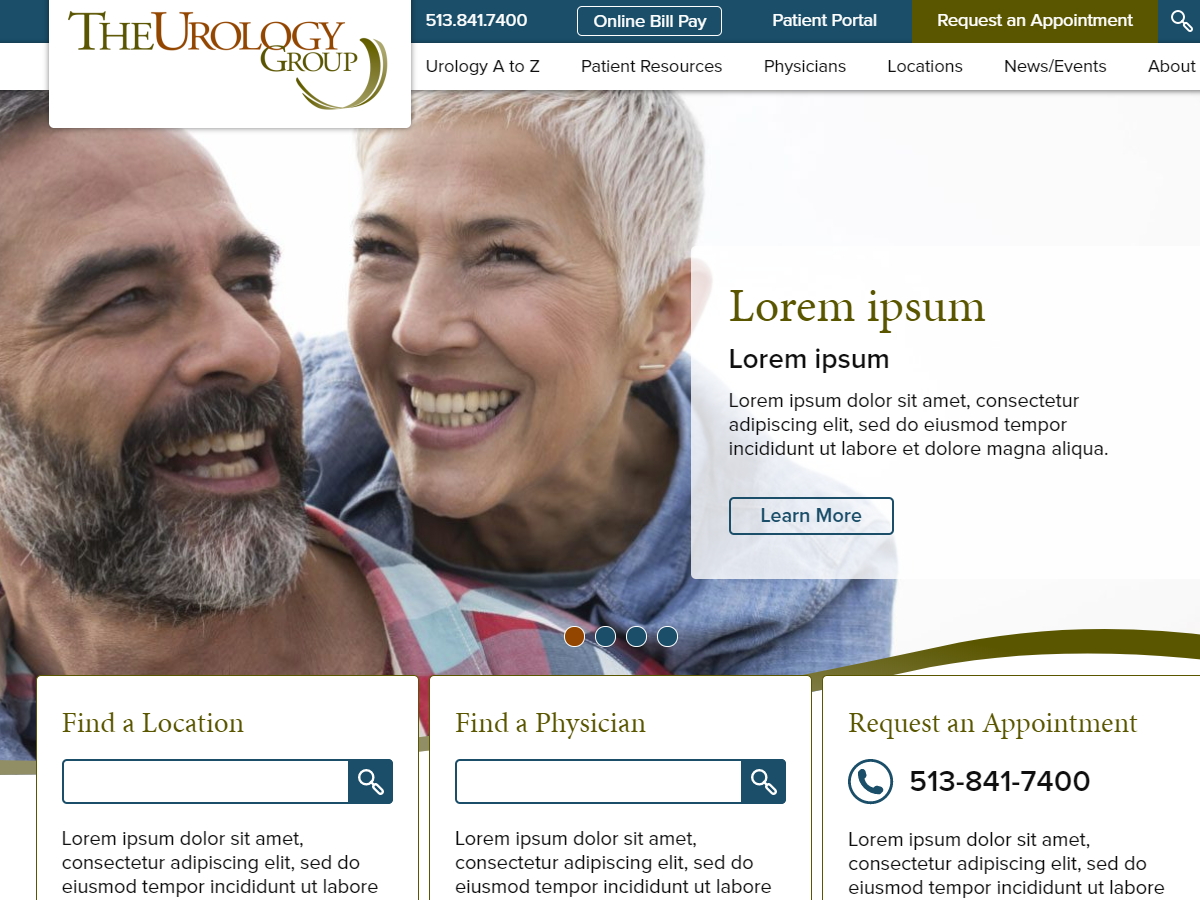 THE UROLOGY
GROUP
513.841.7400
Online Bill Pay
Patient Portal
Request an Appointment
Urology A to Z
Patient Resources
Physicians
Locations
News/Events
About
Lorem ipsum
Lorem ipsum
Lorem ipsum dolor sit amet, consectetur
adipiscing elit, sed do eiusmod tempor
incididunt ut labore et dolore magna aliqua.
Learn More
Find a Location
Lorem ipsum dolor sit amet,
consectetur adipiscing elit, sed do
eiusmod tempor incididunt ut labore
Find a Physician
Lorem ipsum dolor sit amet,
consectetur adipiscing elit, sed do
eiusmod tempor incididunt ut labore
Request an Appointment
513-841-7400
Lorem ipsum dolor sit amet,
consectetur adipiscing elit, sed do
eiusmod tempor incididunt ut labore